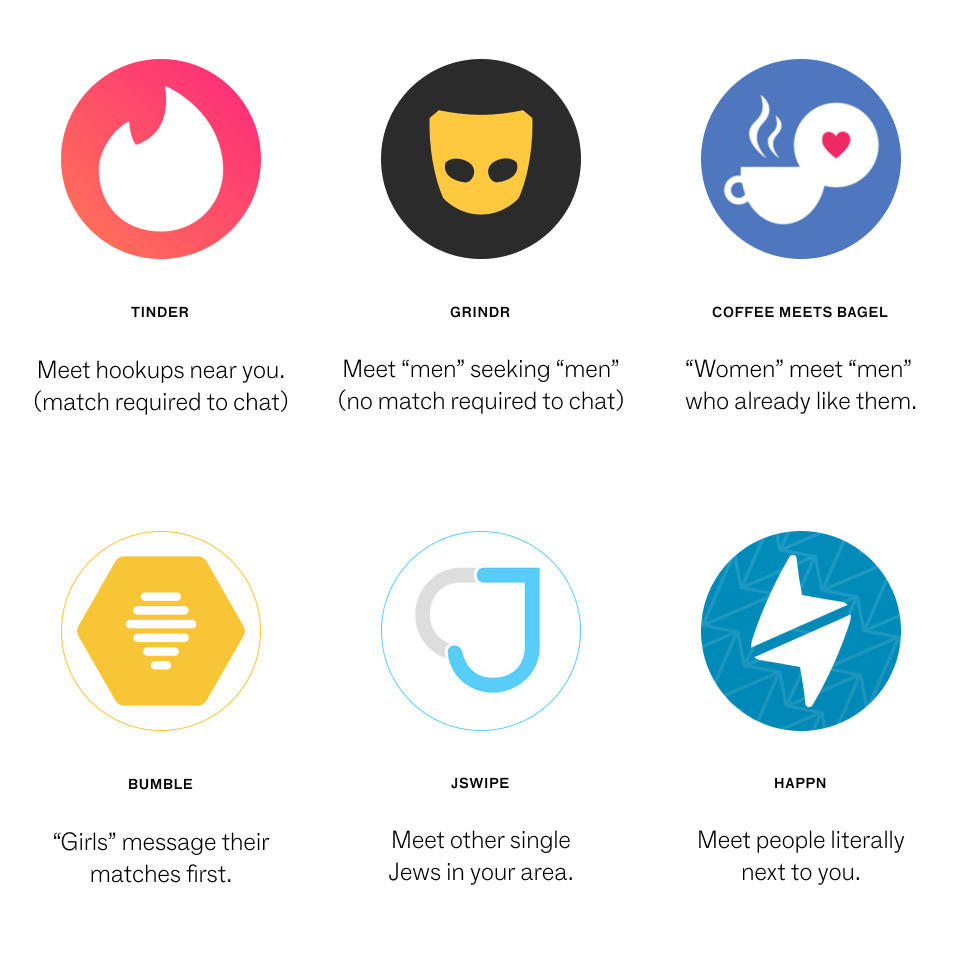 TINDER
Meet hookups near you.
(match required to chat)
GRINDR
Meet “men” seeking “men”
(no match required to chat)
COFFEE MEETS BAGEL
“Women” meet “men”
who already like them.
BUMBLE
“Girls” message their
matches first.
JSWIPE
Meet other single
Jews in your area.
HAPPN
Meet people literally
next to you.